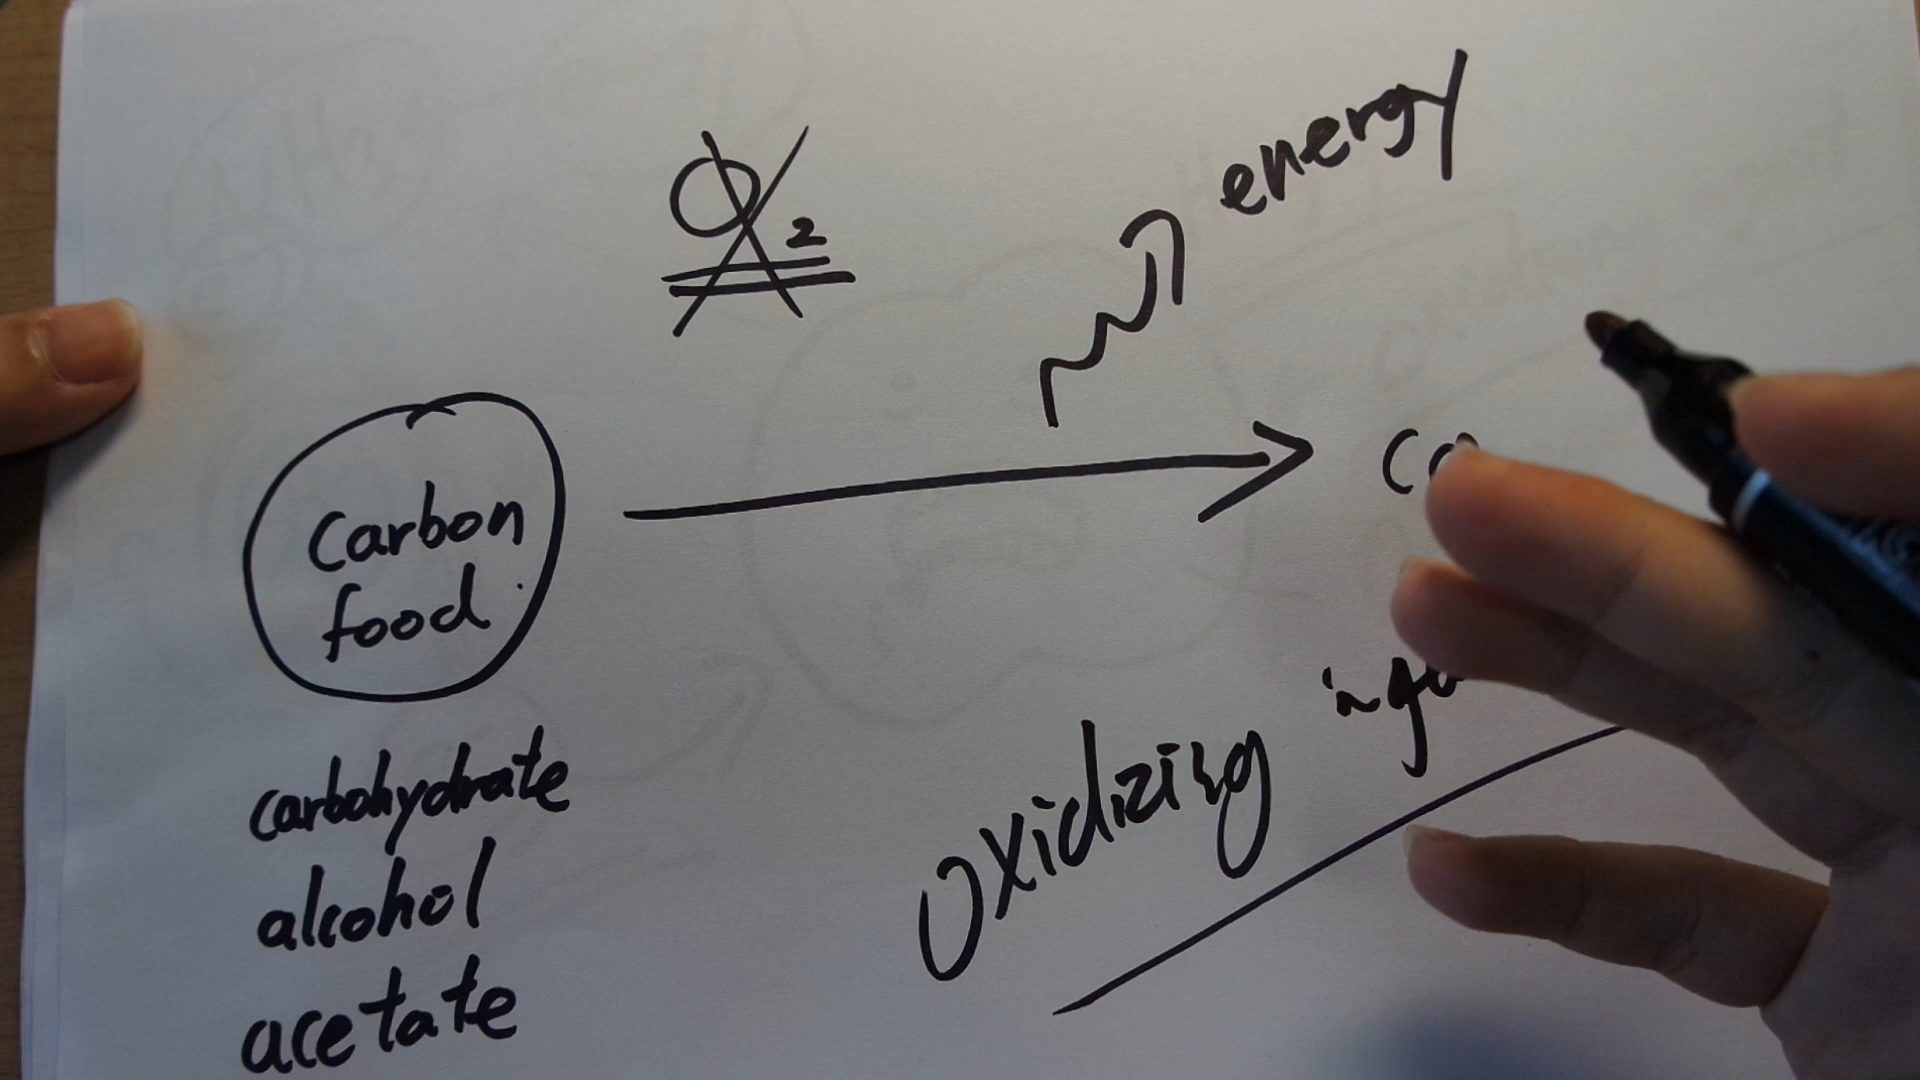 O2
energy
Carbon
food.
carbohydrate
alcohol
acetate
oxidizing